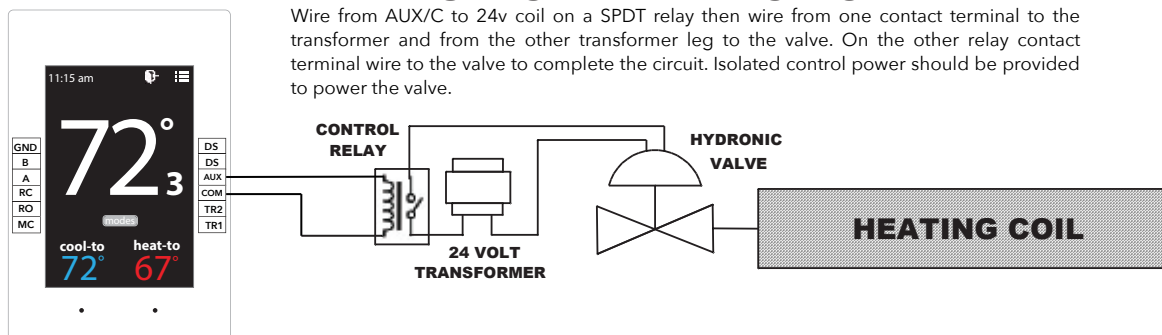 Wire from AUX/C to 24v coil on a SPDT relay then wire from one contact terminal to the
transformer and from the other transformer leg to the valve. On the other relay contact
terminal wire to the valve to complete the circuit. Isolated control power should be provided
to power the valve.
11:15 am
72°
3
modes
cool-to
72°
heat-to
67°
GND
B
A
RC
RO
MC
DS
DS
AUX
COM
TR2
TR1
CONTROL
RELAY
24 VOLT
TRANSFORMER
HYDRONIC
VALVE
HEATING COIL